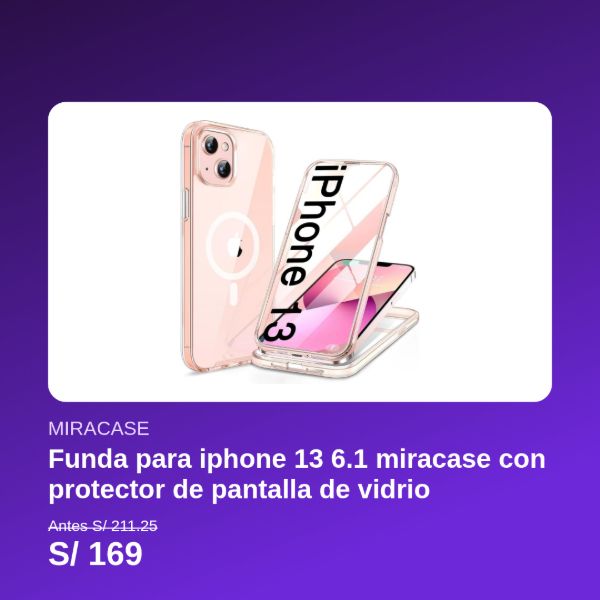 iPhone 13
MIRACASE
Funda para iphone 13 6.1 miracase con
protector de pantalla de vidrio
Antes S/ 211.25
S/ 169